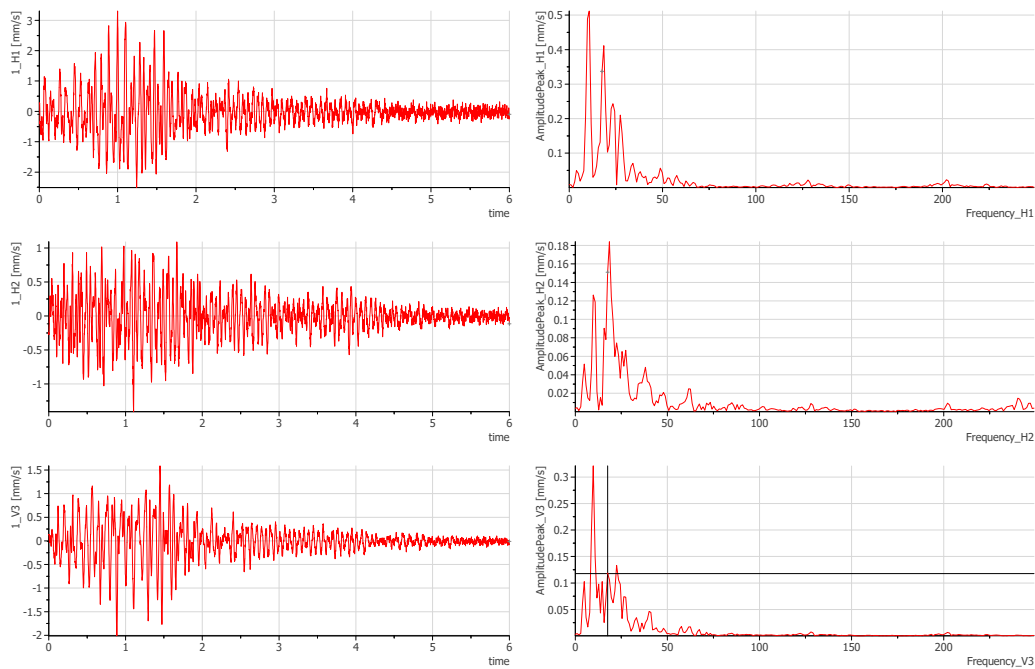 1_H1 [mm/s]
3
2
1
0
-1
-2
0 1 2 3 4 5 6
time
AmplitudePeak_H1 [mm/s]
0.5
0.4
0.3
0.2
0.1
0 50 100 150 200
Frequency_H1
1_H2 [mm/s]
1
0.5
0
-0.5
-1
0 1 2 3 4 5 6
time
AmplitudePeak_H2 [mm/s]
0.18
0.16
0.14
0.12
0.10
0.08
0.06
0.04
0.02
0 50 100 150 200
Frequency_H2
1_V3 [mm/s]
1.5
1
0.5
0
-0.5
-1
-1.5
-2
0 1 2 3 4 5 6
time
AmplitudePeak_V3 [mm/s]
0.3
0.25
0.20
0.15
0.1
0.05
0 50 100 150 200
Frequency_V3